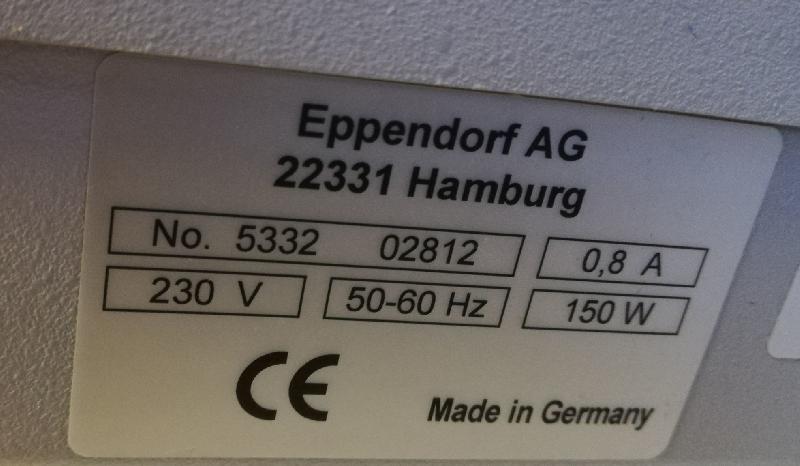 Eppendorf AG
22331 Hamburg
No. 5332 02812 0,8 A
230 V 50-60 Hz 150 W
CE Made in Germany